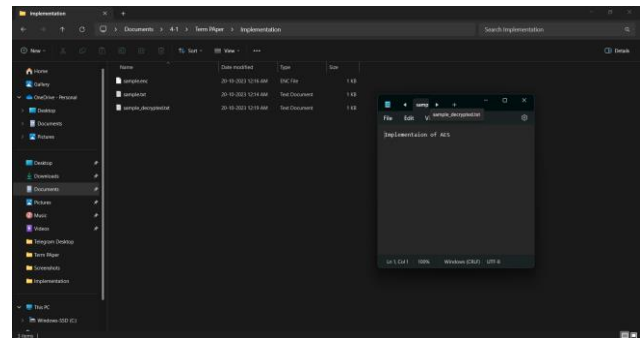 Implementation
Documents > 4-1 > Term PAper > Implementation
Search Implementation
New
Sort
View
Details
Name
Date modified
Type
Size
Home
Gallery
OneDrive - Personal
Desktop
Documents
Pictures
Desktop
Downloads
Documents
Pictures
Music
Videos
Telegram Desktop
Term PAper
Screenshots
Implementation
This PC
Windows-SSD (C:)
3 items
sample.enc
20-10-2023 12:14 AM
ENC File
1 KB
sample.txt
20-10-2023 12:14 AM
Text Document
1 KB
sample_decrypted.txt
20-10-2023 12:14 AM
Text Document
1 KB
samp
File
Edit
sample_decrypted.txt
Implementaion of AES
Ln 1, Col 1
100%
Windows (CRLF)
UTF-8